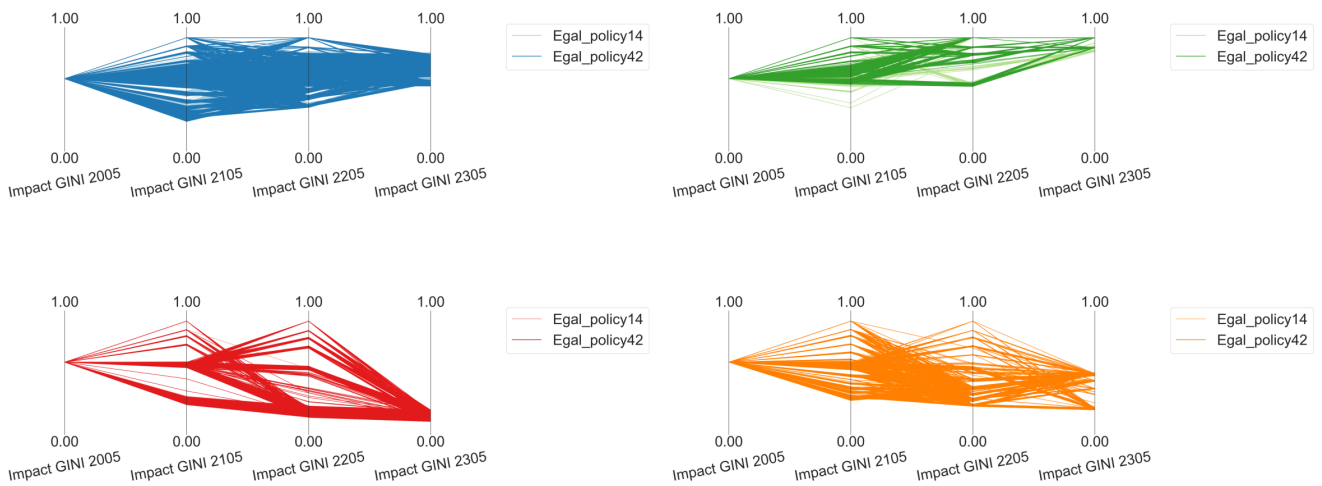 1.00 1.00 1.00 1.00
Egal_policy14
Egal_policy42
0.00 0.00 0.00 0.00
Impact GINI 2005 Impact GINI 2105 Impact GINI 2205 Impact GINI 2305
1.00 1.00 1.00 1.00
Egal_policy14
Egal_policy42
0.00 0.00 0.00 0.00
Impact GINI 2005 Impact GINI 2105 Impact GINI 2205 Impact GINI 2305
1.00 1.00 1.00 1.00
Egal_policy14
Egal_policy42
0.00 0.00 0.00 0.00
Impact GINI 2005 Impact GINI 2105 Impact GINI 2205 Impact GINI 2305
1.00 1.00 1.00 1.00
Egal_policy14
Egal_policy42
0.00 0.00 0.00 0.00
Impact GINI 2005 Impact GINI 2105 Impact GINI 2205 Impact GINI 2305